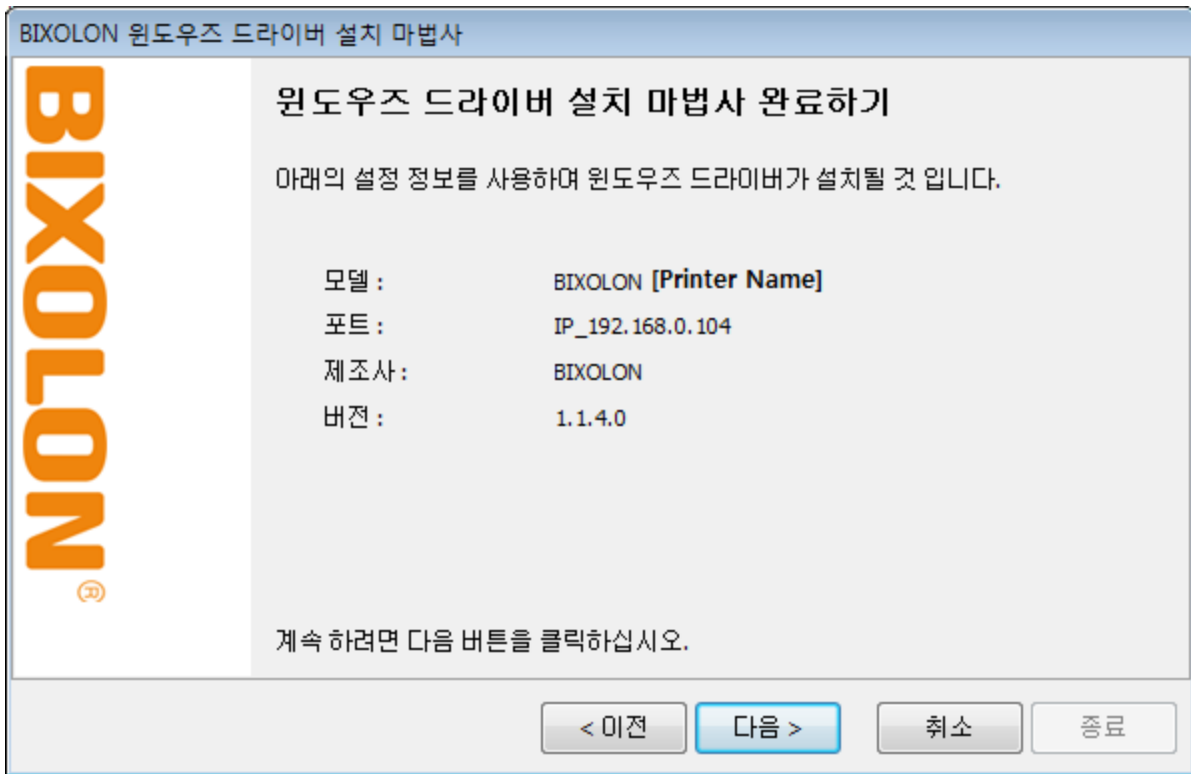 BIXOLON 윈도우즈 드라이버 설치 마법사
BIXOLON®
윈도우즈 드라이버 설치 마법사 완료하기
아래의 설정 정보를 사용하여 윈도우즈 드라이버가 설치될 것 입니다.
모델 : BIXOLON [Printer Name]
포트 : IP_192.168.0.104
제조사 : BIXOLON
버전 : 1.1.4.0
계속 하려면 다음 버튼을 클릭하십시오.
< 이전 다음 > 취소 종료